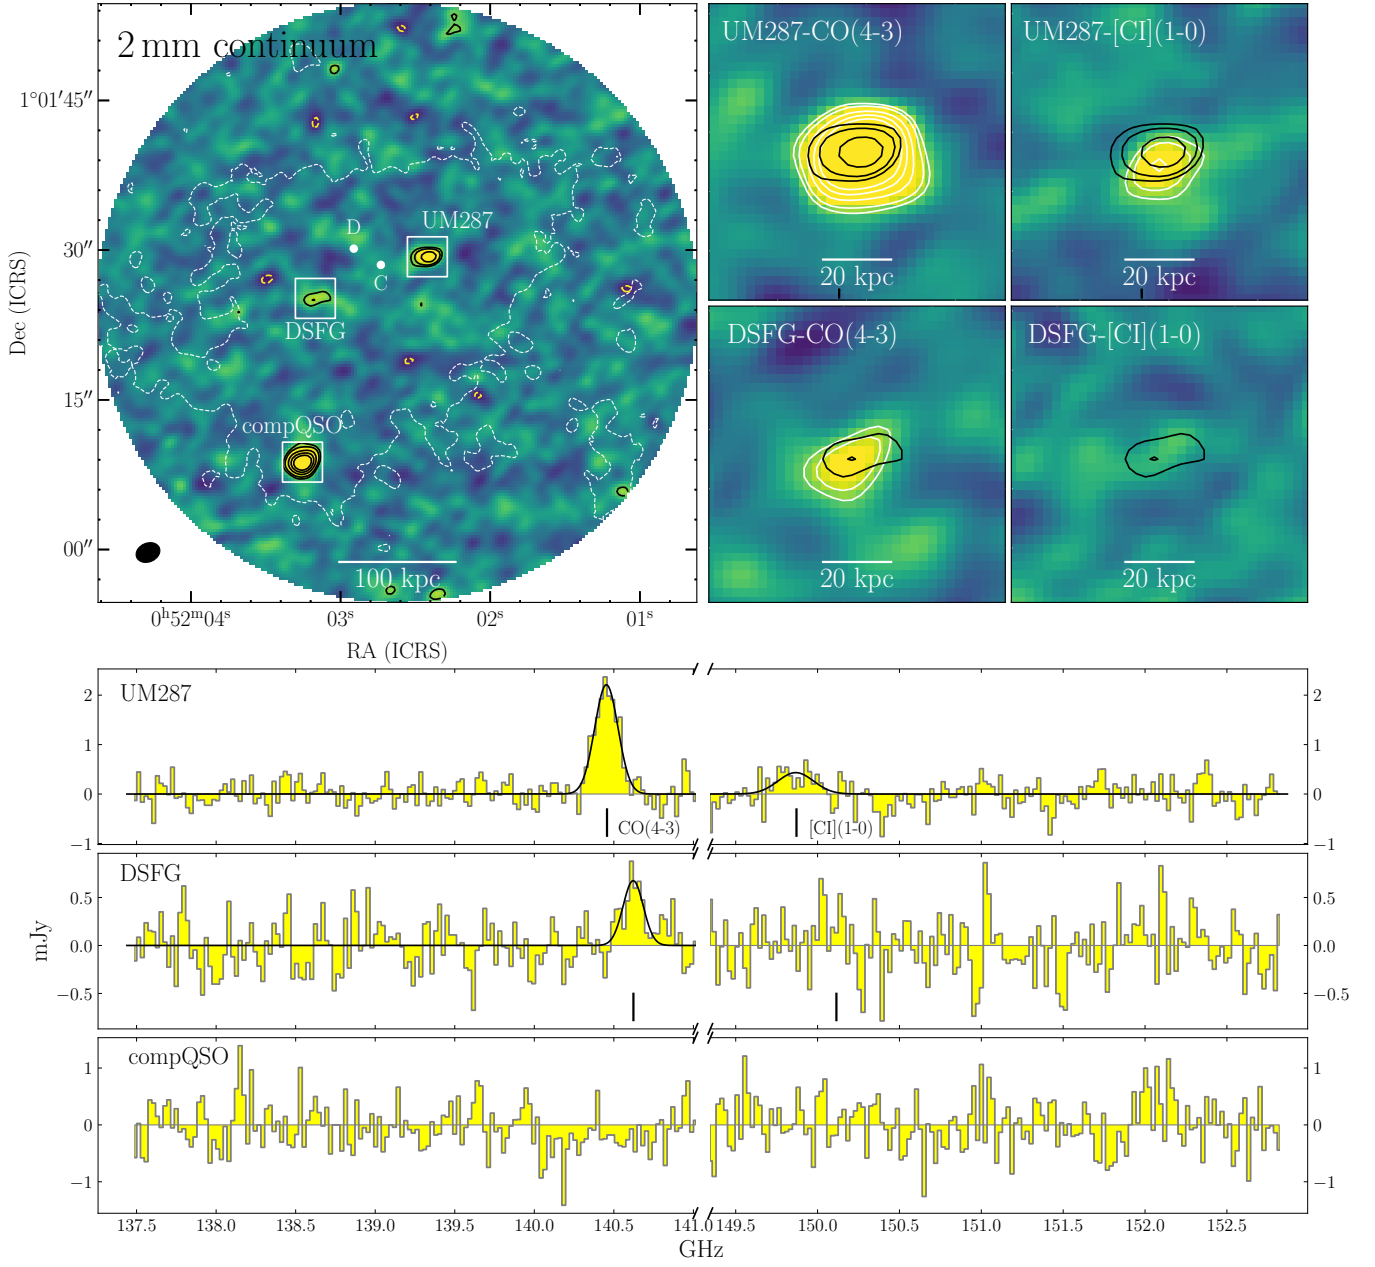 2 mm continuum
1°01′45″
30″
15″
00″
Dec (ICRS)
D
C
UM287
DSFG
compQSO
100 kpc
0ʰ52ᵐ04ˢ
03ˢ
02ˢ
01ˢ
RA (ICRS)
UM287-CO(4-3)
20 kpc
UM287-[CI](1-0)
20 kpc
DSFG-CO(4-3)
20 kpc
DSFG-[CI](1-0)
20 kpc
UM287
2
1
0
−1
CO(4-3)
[CI](1-0)
2
1
0
−1
DSFG
0.5
0.0
−0.5
0.5
0.0
−0.5
mJy
compQSO
1
0
−1
1
0
−1
137.5 138.0 138.5 139.0 139.5 140.0 140.5 141.0 149.5 150.0 150.5 151.0 151.5 152.0 152.5
GHz